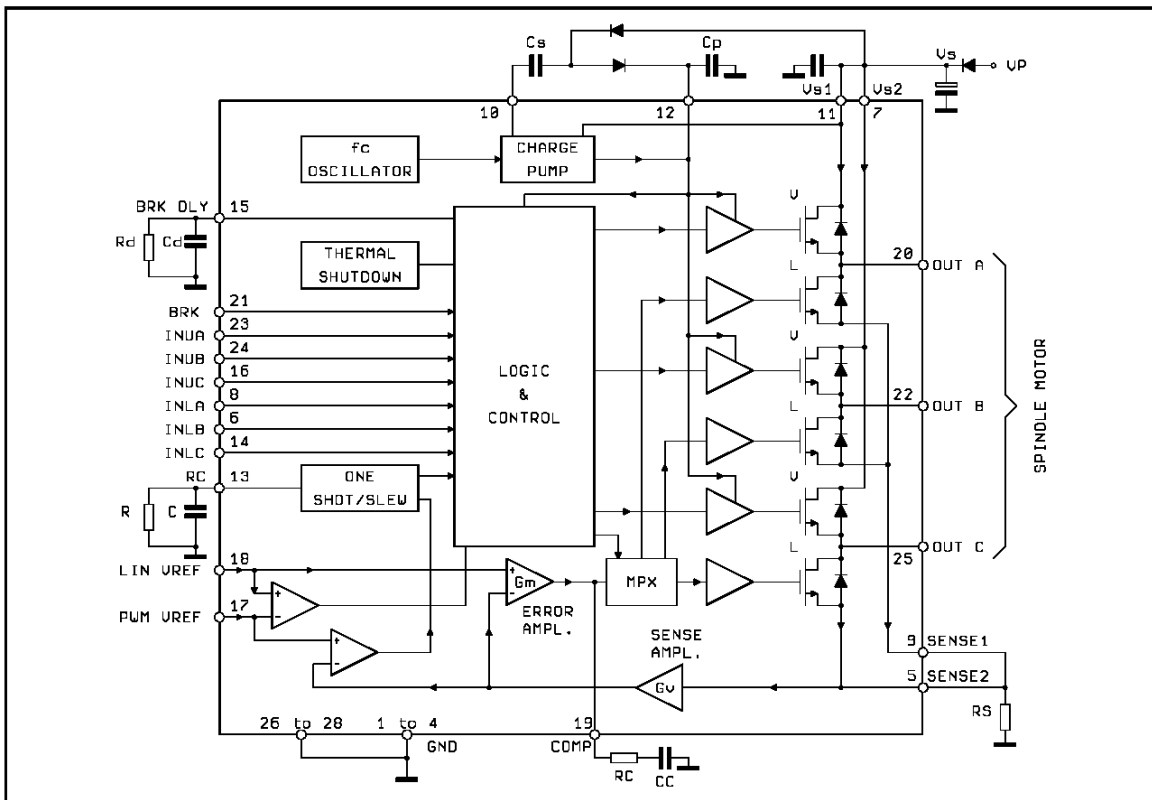 Cs
Cp
Vs
VP
Vs1
Vs2
10
12
11
7
fc
OSCILLATOR
CHARGE
PUMP
BRK DLY
15
Rd
Cd
THERMAL
SHUTDOWN
BRK
21
INUA
23
INUB
24
INUC
16
INLA
8
INLB
6
INLC
14
LOGIC
&
CONTROL
U
L
U
L
U
L
20
OUT A
22
OUT B
25
OUT C
SPINDLE MOTOR
RC
13
R
C
ONE
SHOT/SLEW
LIN VREF
18
PWM VREF
17
+
-
+
-
+
-
Gm
ERROR
AMPL.
MPX
SENSE
AMPL.
Gv
9
SENSE1
5
SENSE2
RS
26 to 28
1 to 4
GND
19
COMP
RC
CC